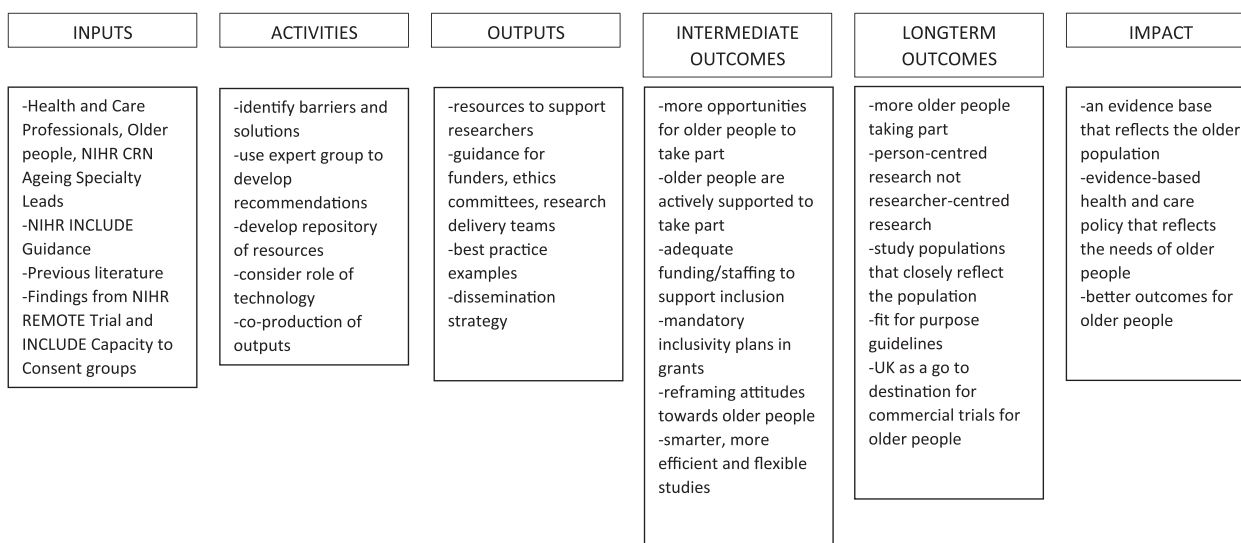 INPUTS
-Health and Care
Professionals, Older
people, NIHR CRN
Ageing Specialty
Leads
-NIHR INCLUDE
Guidance
-Previous literature
-Findings from NIHR
REMOTE Trial and
INCLUDE Capacity to
Consent groups
ACTIVITIES
-identify barriers and
solutions
-use expert group to
develop
recommendations
-develop repository
of resources
-consider role of
technology
-co-production of
outputs
OUTPUTS
-resources to support
researchers
-guidance for
funders, ethics
committees, research
delivery teams
-best practice
examples
-dissemination
strategy
INTERMEDIATE
OUTCOMES
-more opportunities
for older people to
take part
-older people are
actively supported to
take part
-adequate
funding/staffing to
support inclusion
-mandatory
inclusivity plans in
grants
-reframing attitudes
towards older people
-smarter, more
efficient and flexible
studies
LONGTERM
OUTCOMES
-more older people
taking part
-person-centred
research not
researcher-centred
research
-study populations
that closely reflect
the population
-fit for purpose
guidelines
-UK as a go to
destination for
commercial trials for
older people
IMPACT
-an evidence base
that reflects the older
population
-evidence-based
health and care
policy that reflects
the needs of older
people
-better outcomes for
older people